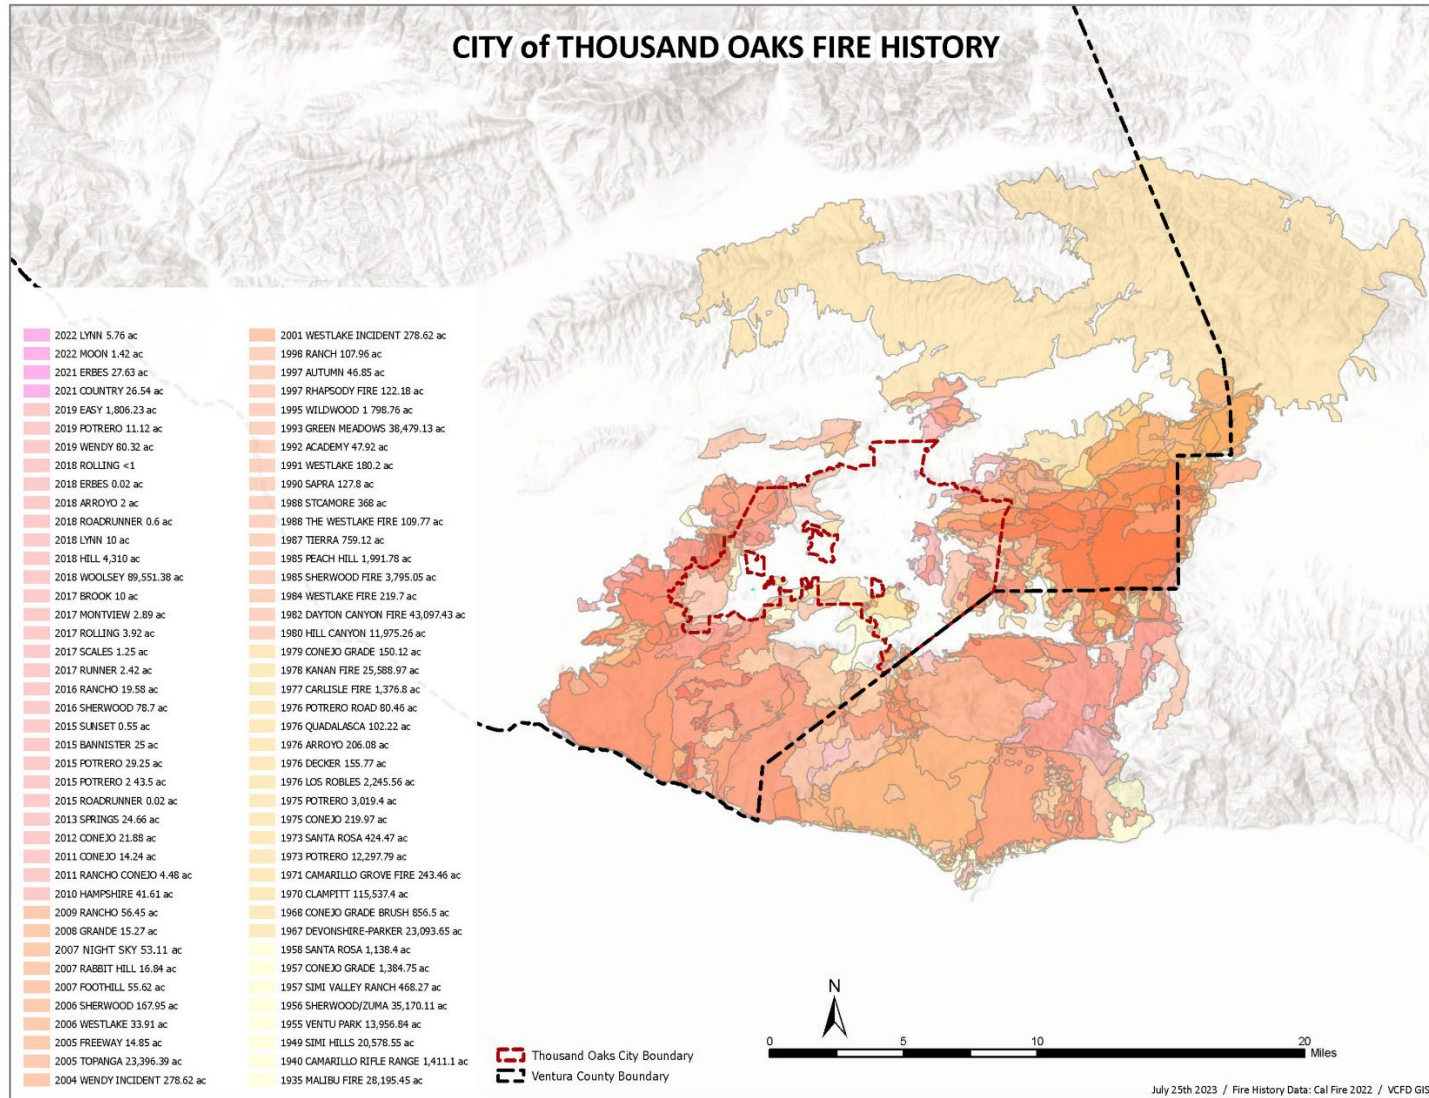 CITY of THOUSAND OAKS FIRE HISTORY
2022 LYNN 5.76 ac
2022 MOON 1.42 ac
2021 ERBES 27.63 ac
2021 COUNTRY 26.54 ac
2019 EASY 1,806.23 ac
2019 POTRERO 11.12 ac
2019 WENDY 80.32 ac
2018 ROLLING <1
2018 ERBES 0.02 ac
2018 ARROYO 2 ac
2018 ROADRUNNER 0.6 ac
2018 LYNN 10 ac
2018 HILL 4,310 ac
2018 WOOLSEY 89,551.38 ac
2017 BROOK 10 ac
2017 MONTVIEW 2.89 ac
2017 ROLLING 3.92 ac
2017 SCALES 1.25 ac
2017 RUNNER 2.42 ac
2016 RANCHO 19.58 ac
2016 SHERWOOD 78.7 ac
2015 SUNSET 0.55 ac
2015 BANNISTER 25 ac
2015 POTRERO 29.25 ac
2015 POTRERO 2 43.5 ac
2015 ROADRUNNER 0.02 ac
2013 SPRINGS 24.66 ac
2012 CONEJO 21.88 ac
2011 CONEJO 14.24 ac
2011 RANCHO CONEJO 4.48 ac
2010 HAMPSHIRE 41.61 ac
2009 RANCHO 56.45 ac
2008 GRANDE 15.27 ac
2007 NIGHT SKY 53.11 ac
2007 RABBIT HILL 16.84 ac
2007 FOOTHILL 55.62 ac
2006 SHERWOOD 167.95 ac
2006 WESTLAKE 33.91 ac
2005 FREEWAY 14.85 ac
2005 TOPANGA 23,396.39 ac
2004 WENDY INCIDENT 278.62 ac
2001 WESTLAKE INCIDENT 278.62 ac
1998 RANCH 107.96 ac
1997 AUTUMN 46.85 ac
1997 RHAPSODY FIRE 122.18 ac
1995 WILDWOOD 1 798.76 ac
1993 GREEN MEADOWS 38,479.13 ac
1992 ACADEMY 47.92 ac
1991 WESTLAKE 180.2 ac
1990 SAPRA 127.8 ac
1988 STCAMORE 368 ac
1988 THE WESTLAKE FIRE 109.77 ac
1987 TIERRA 759.12 ac
1985 PEACH HILL 1,991.78 ac
1985 SHERWOOD FIRE 3,795.05 ac
1984 WESTLAKE FIRE 219.7 ac
1982 DAYTON CANYON FIRE 43,097.43 ac
1980 HILL CANYON 11,975.26 ac
1979 CONEJO GRADE 150.12 ac
1978 KANAN FIRE 25,588.97 ac
1977 CARLISLE FIRE 1,376.8 ac
1976 POTRERO ROAD 80.46 ac
1976 QUADALASCA 102.22 ac
1976 ARROYO 206.08 ac
1976 DECKER 155.77 ac
1976 LOS ROBLES 2,245.56 ac
1975 POTRERO 3,019.4 ac
1975 CONEJO 219.97 ac
1973 SANTA ROSA 424.47 ac
1973 POTRERO 12,297.79 ac
1971 CAMARILLO GROVE FIRE 243.46 ac
1970 CLAMPITT 115,537.4 ac
1968 CONEJO GRADE BRUSH 856.5 ac
1967 DEVONSHIRE-PARKER 23,093.65 ac
1958 SANTA ROSA 1,138.4 ac
1957 CONEJO GRADE 1,384.75 ac
1957 SIMI VALLEY RANCH 468.27 ac
1956 SHERWOOD/ZUMA 35,170.11 ac
1955 VENTU PARK 13,956.84 ac
1949 SIMI HILLS 20,578.55 ac
1940 CAMARILLO RIFLE RANGE 1,411.1 ac
1935 MALIBU FIRE 28,195.45 ac
Thousand Oaks City Boundary
Ventura County Boundary
N
0 5 10 20
Miles
July 25th 2023 / Fire History Data: Cal Fire 2022 / VCFD GIS